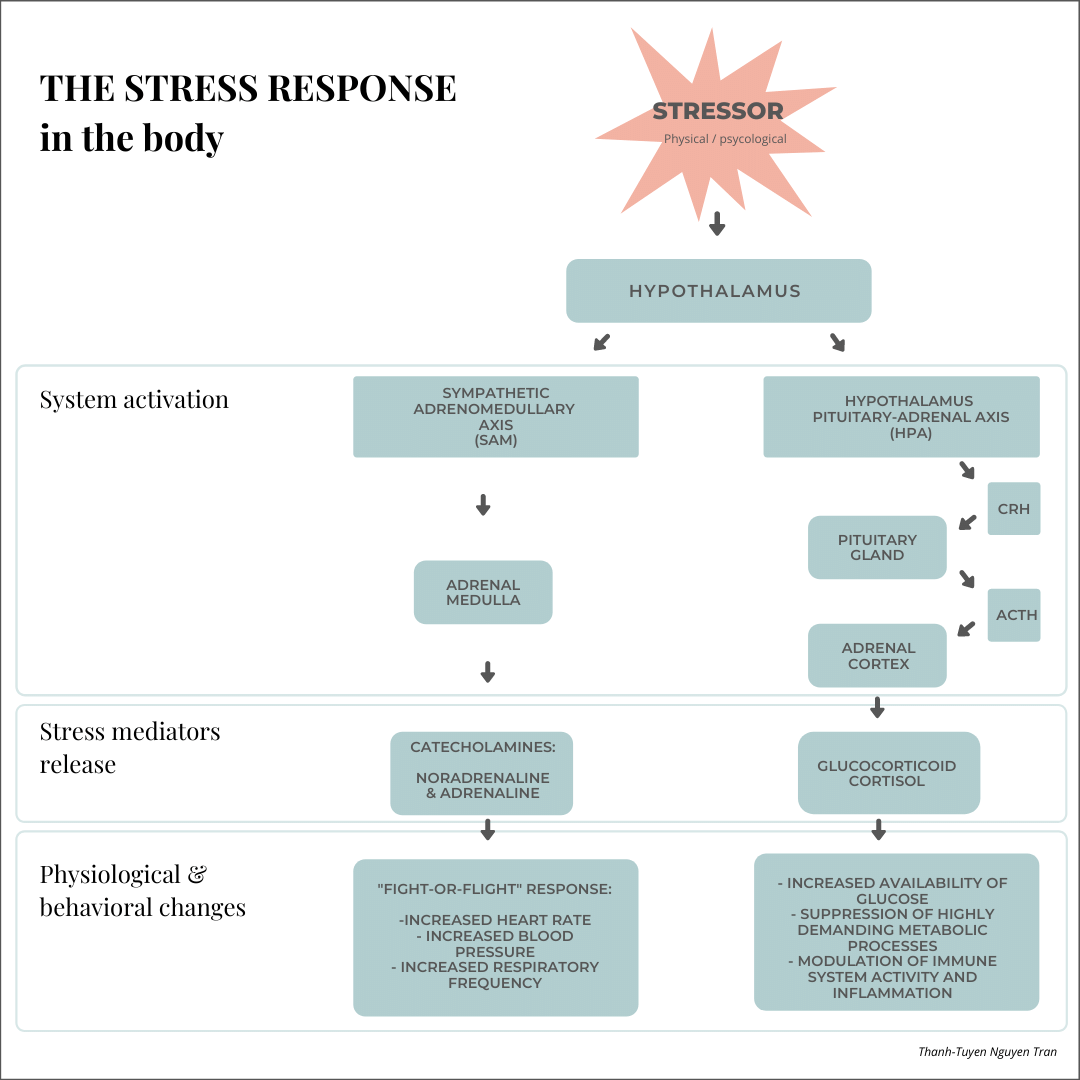 THE STRESS RESPONSE
in the body
STRESSOR
Physical / psycological
HYPOTHALAMUS
System activation
SYMPATHETIC
ADRENOMEDULLARY
AXIS
(SAM)
HYPOTHALAMUS
PITUITARY-ADRENAL AXIS
(HPA)
CRH
PITUITARY
GLAND
ADRENAL
MEDULLA
ACTH
ADRENAL
CORTEX
Stress mediators
release
CATECHOLAMINES:
NORADRENALINE
& ADRENALINE
GLUCOCORTICOID
CORTISOL
Physiological &
behavioral changes
"FIGHT-OR-FLIGHT" RESPONSE:
-INCREASED HEART RATE
- INCREASED BLOOD
PRESSURE
- INCREASED RESPIRATORY
FREQUENCY
- INCREASED AVAILABILITY OF
GLUCOSE
- SUPPRESSION OF HIGHLY
DEMANDING METABOLIC
PROCESSES
- MODULATION OF IMMUNE
SYSTEM ACTIVITY AND
INFLAMMATION
Thanh-Tuyen Nguyen Tran